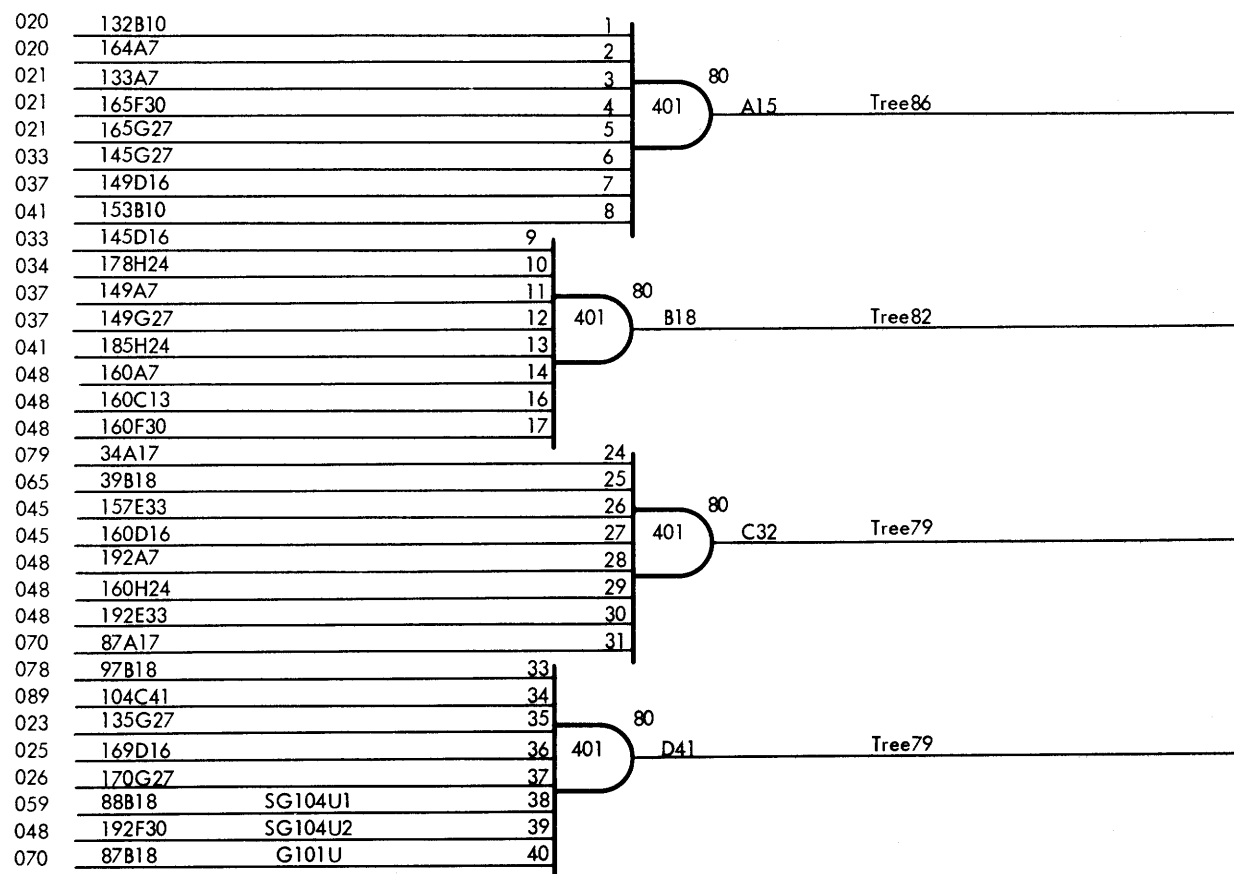 020 132B10 1
020 164A7 2
021 133A7 3
80
021 165F30 4 401 A15 Tree86
021 165G27 5
033 145G27 6
037 149D16 7
041 153B10 8
033 145D16 9
034 178H24 10
037 149A7 11 80
037 149G27 12 401 B18 Tree82
041 185H24 13
048 160A7 14
048 160C13 16
048 160F30 17
079 34A17 24
065 39B18 25
045 157E33 26 80
045 160D16 27 401 C32 Tree79
048 192A7 28
048 160H24 29
048 192E33 30
070 87A17 31
078 97B18 33
089 104C41 34
023 135G27 35 80
025 169D16 36 401 D41 Tree79
026 170G27 37
059 88B18 SG104U1 38
048 192F30 SG104U2 39
070 87B18 G101U 40